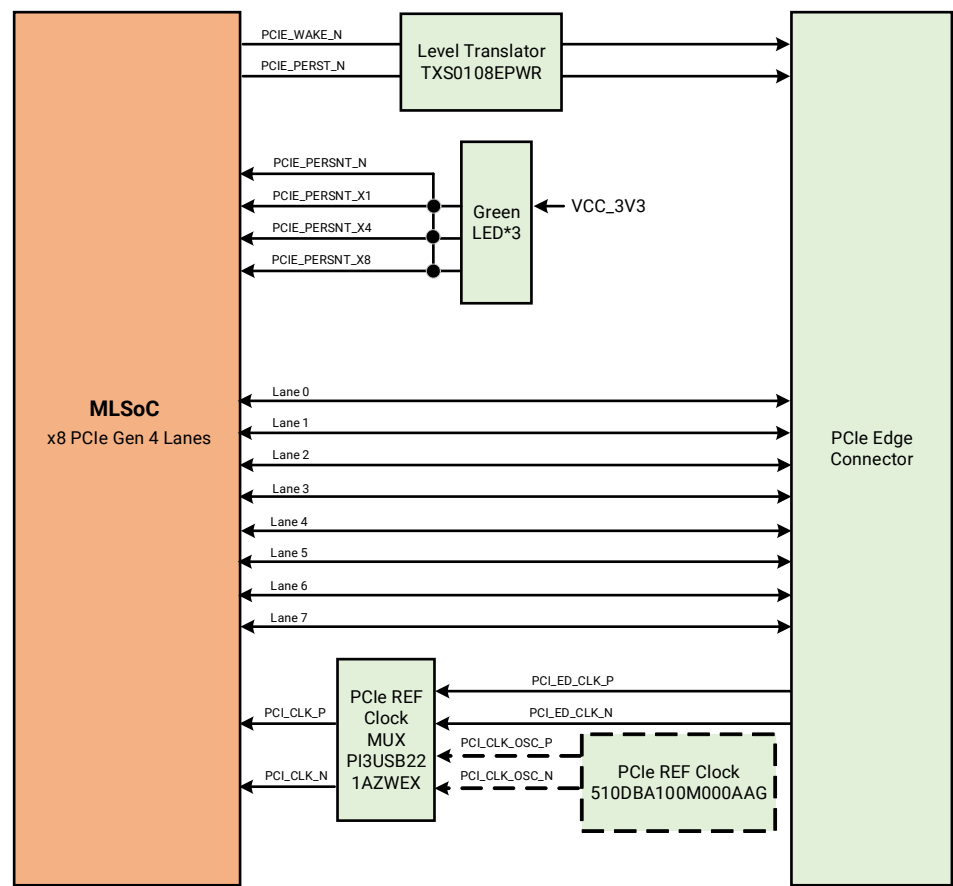 PCIE_WAKE_N
PCIE_PERST_N
Level Translator
TXS0108EPWR
PCIE_PERSNT_N
PCIE_PERSNT_X1
PCIE_PERSNT_X4
PCIE_PERSNT_X8
Green
LED*3
VCC_3V3
MLSoC
x8 PCIe Gen 4 Lanes
Lane 0
Lane 1
Lane 2
Lane 3
Lane 4
Lane 5
Lane 6
Lane 7
PCIe Edge
Connector
PCI_CLK_P
PCI_CLK_N
PCIe REF
Clock
MUX
PI3USB22
1AZWEX
PCI_ED_CLK_P
PCI_ED_CLK_N
PCI_CLK_OSC_P
PCI_CLK_OSC_N
PCIe REF Clock
510DBA100M000AAG